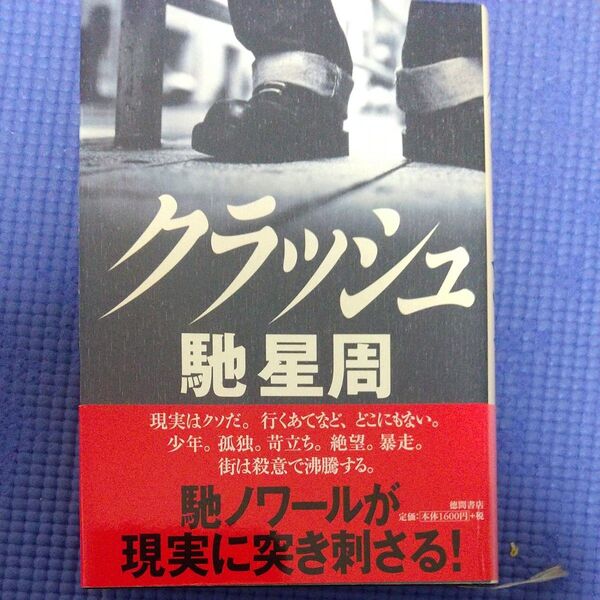 クラッシュ
馳星周
現実はクソだ。行くあてなど、どこにもない。
少年。孤独。苛立ち。絶望。暴走。
街は殺意で沸騰する。
馳ノワールが
現実に突き刺さる!
徳間書店
定価:本体1600円+税